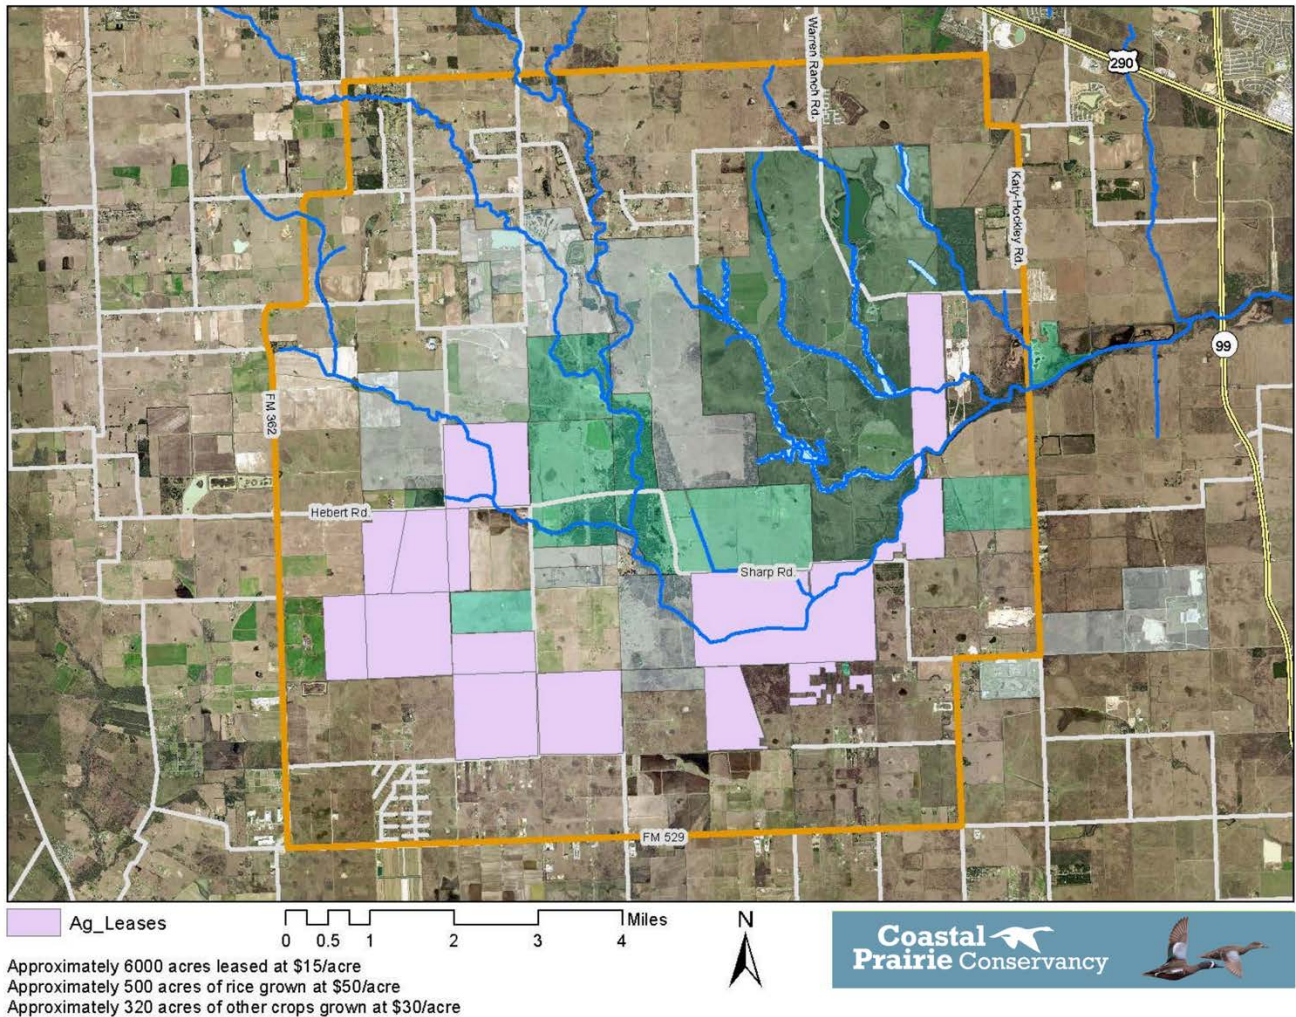 Warren Ranch Rd.
290
Katy-Hockley Rd.
99
FM 362
Hebert Rd.
Sharp Rd.
FM 529
Ag_Leases
0 0.5 1 2 3 4 Miles
N
Coastal
Prairie Conservancy
Approximately 6000 acres leased at $15/acre
Approximately 500 acres of rice grown at $50/acre
Approximately 320 acres of other crops grown at $30/acre